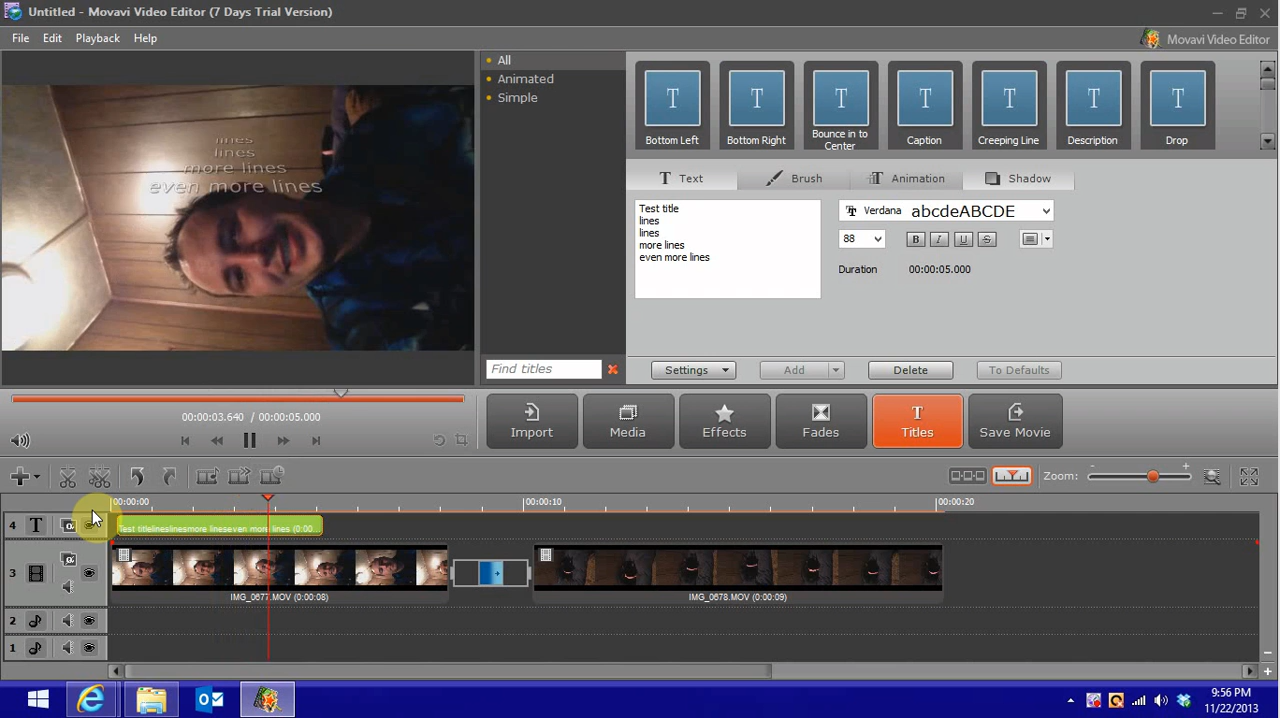 Untitled - Movavi Video Editor (7 Days Trial Version)
File Edit Playback Help
Movavi Video Editor
lines
lines
more lines
even more lines
All
Animated
Simple
Find titles
T T T T T T T
Bottom Left Bottom Right Bounce in to Center Caption Creeping Line Description Drop
T Text Brush T Animation Shadow
Test title
lines
lines
more lines
even more lines
T Verdana abcdeABCDE
88 B I U S
Duration 00:00:05.000
Settings Add Delete To Defaults
00:00:03.640 / 00:00:05.000
Import Media Effects Fades T Titles Save Movie
Zoom: - +
00:00:00 00:00:10 00:00:20
4 T Test titlelineslinesmore lineseven more lines (0:00...
3
IMG_0677.MOV (0:00:08) IMG_0678.MOV (0:00:09)
2
1
9:56 PM
11/22/2013